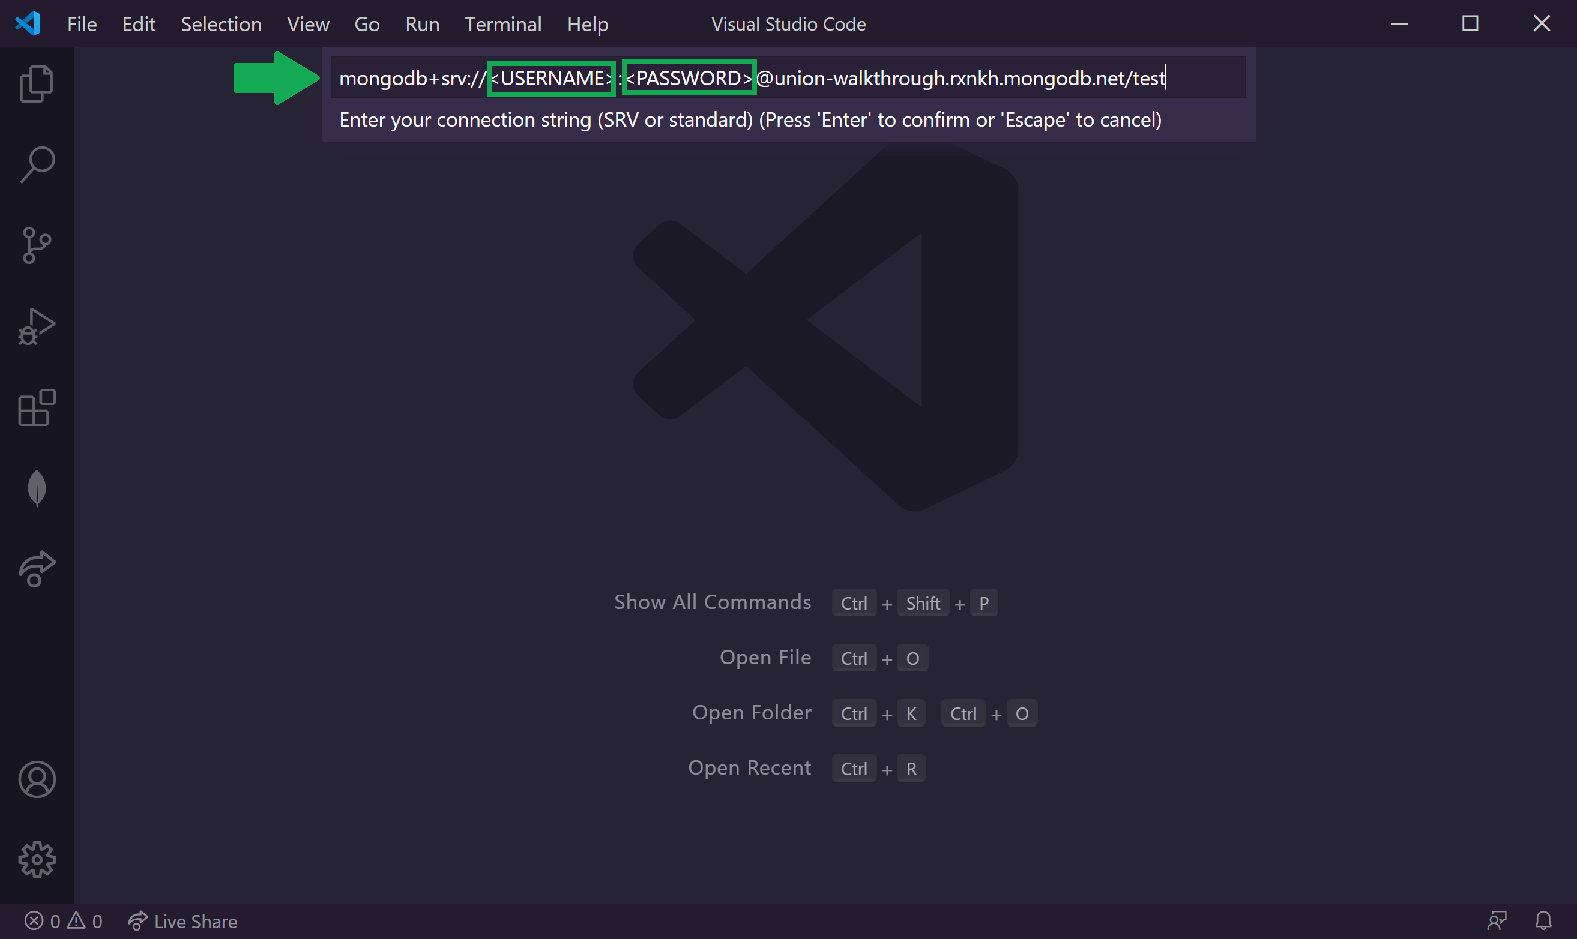 File Edit Selection View Go Run Terminal Help Visual Studio Code
mongodb+srv://<USERNAME>:<PASSWORD>@union-walkthrough.rxnkh.mongodb.net/test
Enter your connection string (SRV or standard) (Press 'Enter' to confirm or 'Escape' to cancel)
Show All Commands Ctrl + Shift + P
Open File Ctrl + O
Open Folder Ctrl + K Ctrl + O
Open Recent Ctrl + R
0 0 Live Share